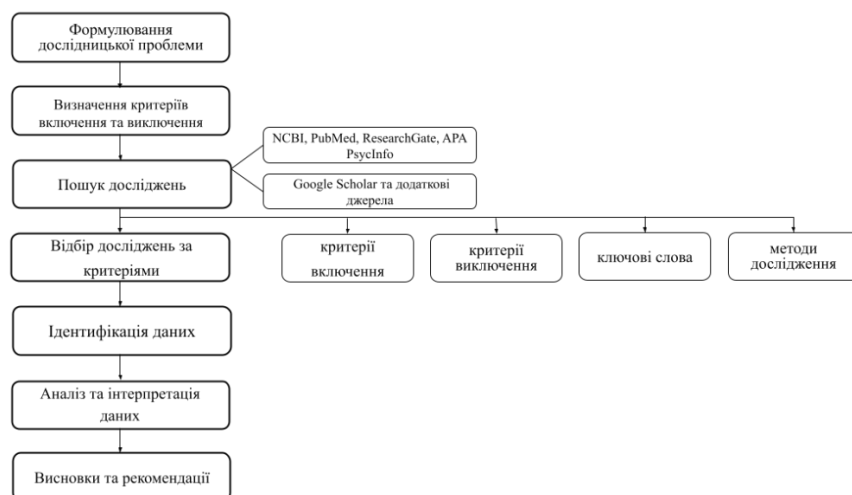 Формулювання
дослідницької проблеми
Визначення критеріїв
включення та виключення
NCBI, PubMed, ResearchGate, APA
PsycInfo
Пошук досліджень
Google Scholar та додаткові
джерела
Відбір досліджень за
критеріями
критерії
включення
критерії
виключення
ключові слова
методи
дослідження
Ідентифікація даних
Аналіз та інтерпретація
даних
Висновки та рекомендації